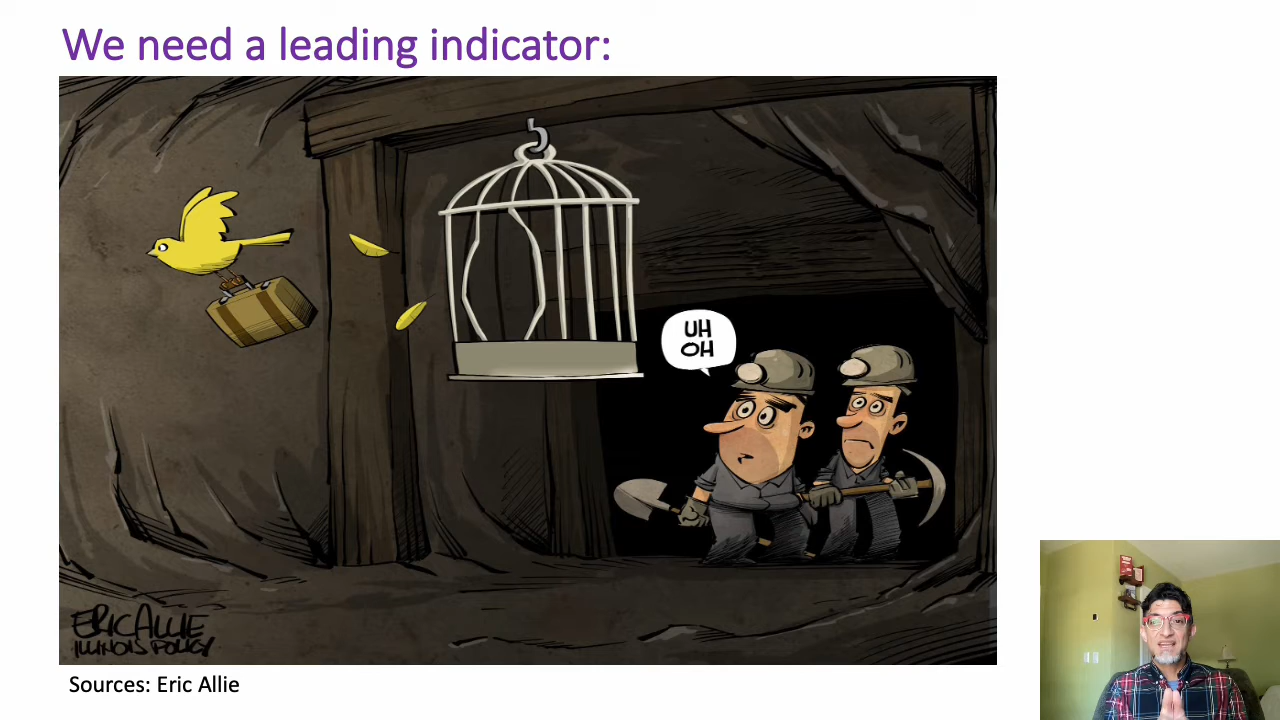 We need a leading indicator:
UH
OH
ERIC ALLIE
ILLINOIS POLICY
Sources: Eric Allie